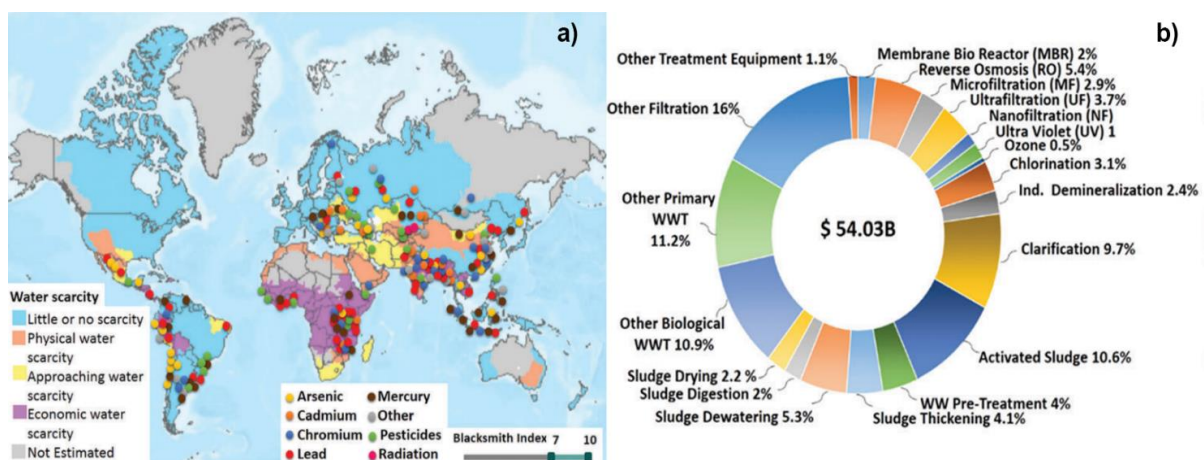 a)
Water scarcity
Little or no scarcity
Physical water
scarcity
Approaching water
scarcity
Economic water
scarcity
Not Estimated
Arsenic
Cadmium
Chromium
Lead
Mercury
Other
Pesticides
Radiation
Blacksmith Index 7 10
b)
Other Treatment Equipment 1.1%
Membrane Bio Reactor (MBR) 2%
Reverse Osmosis (RO) 5.4%
Microfiltration (MF) 2.9%
Ultrafiltration (UF) 3.7%
Nanofiltration (NF)
Ultra Violet (UV) 1
Ozone 0.5%
Chlorination 3.1%
Ind. Demineralization 2.4%
Clarification 9.7%
Activated Sludge 10.6%
WW Pre-Treatment 4%
Sludge Thickening 4.1%
Sludge Dewatering 5.3%
Sludge Digestion 2%
Sludge Drying 2.2 %
Other Biological
WWT 10.9%
Other Primary
WWT
11.2%
Other Filtration 16%
$ 54.03B